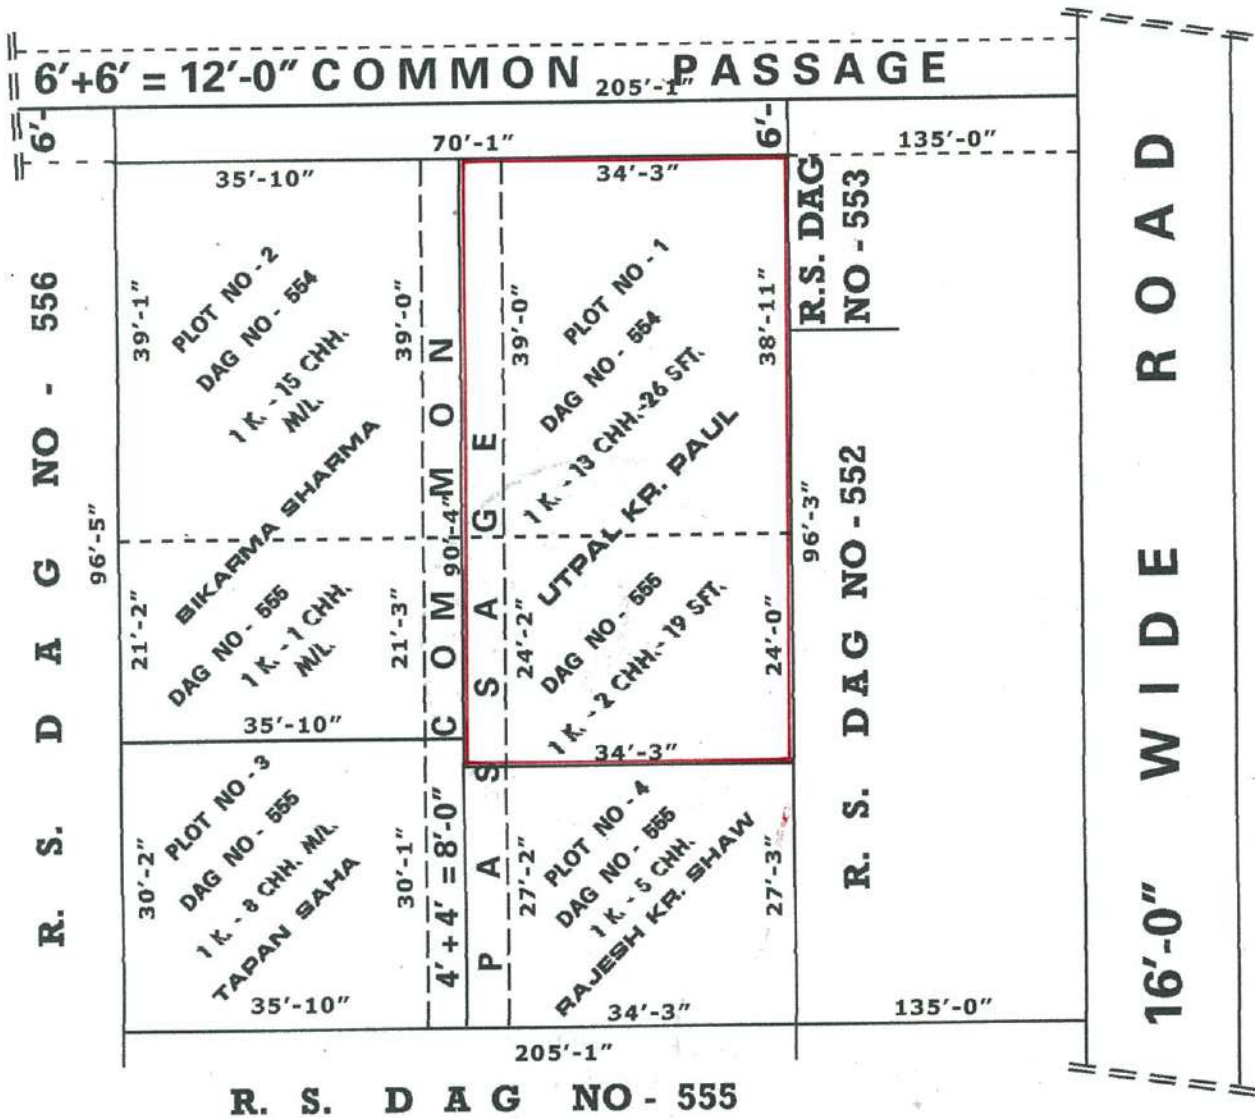 6'+6' = 12'-0" COMMON PASSAGE
205'-1"
6'-
70'-1"
6'-
135'-0"
35'-10"
34'-3"
R.S. DAG
NO - 553
PLOT NO - 2
DAG NO - 554
1 K. - 15 CHH.
M/L.
39'-1"
39'-0"
BIKARMA SHARMA
21'-2"
21'-3"
DAG NO - 555
1 K. - 1 CHH.
M/L.
35'-10"
PLOT NO - 1
DAG NO - 554
1 K. - 13 CHH.-26 SFT.
39'-0"
38'-11"
UTPAL KR. PAUL
24'-2"
24'-0"
DAG NO - 555
1 K. - 2 CHH.- 19 SFT.
34'-3"
PLOT NO - 3
DAG NO - 555
1 K. - 8 CHH. M/L.
TAPAN SAHA
30'-2"
30'-1"
35'-10"
PLOT NO - 4
DAG NO - 555
1 K. - 5 CHH.
RAJESH KR. SHAW
27'-2"
27'-3"
34'-3"
4' + 4' = 8'-0" COMMON
PASSAGE
90'-4"
96'-5"
96'-3"
R. S. DAG NO - 556
R. S. DAG NO - 552
135'-0"
205'-1"
R. S. DAG NO - 555
16'-0" WIDE ROAD